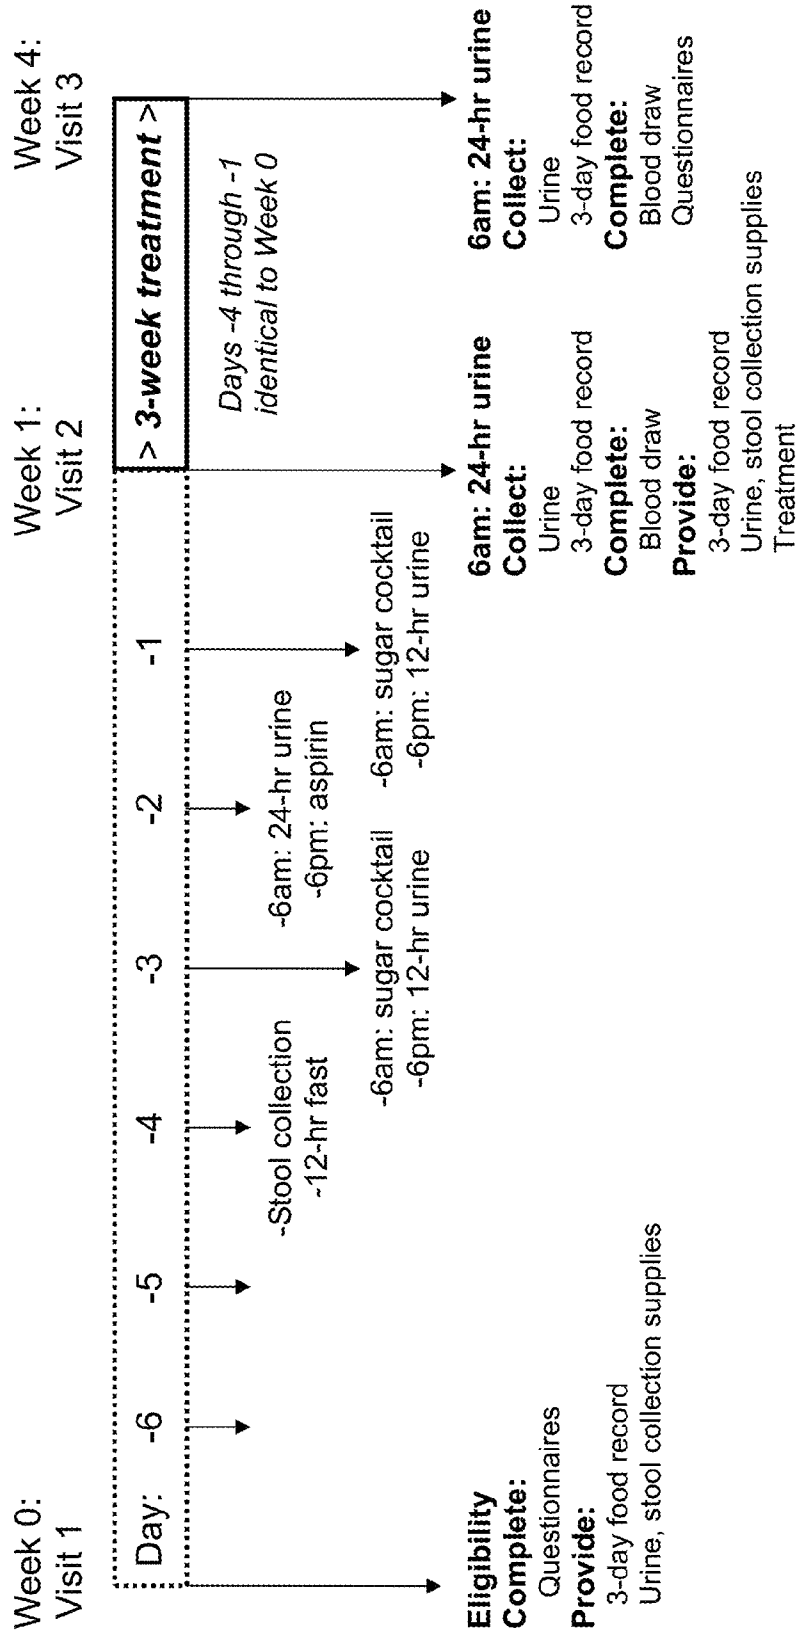 Week 0:
Visit 1
Week 1:
Visit 2
Week 4:
Visit 3
Day: -6 -5 -4 -3 -2 -1
> 3-week treatment >
Days -4 through -1
identical to Week 0
-Stool collection
-12-hr fast
-6am: sugar cocktail
-6pm: 12-hr urine
-6am: 24-hr urine
-6pm: aspirin
-6am: sugar cocktail
-6pm: 12-hr urine
Eligibility
Complete:
Questionnaires
Provide:
3-day food record
Urine, stool collection supplies
6am: 24-hr urine
Collect:
Urine
3-day food record
Complete:
Blood draw
Provide:
3-day food record
Urine, stool collection supplies
Treatment
6am: 24-hr urine
Collect:
Urine
3-day food record
Complete:
Blood draw
Questionnaires